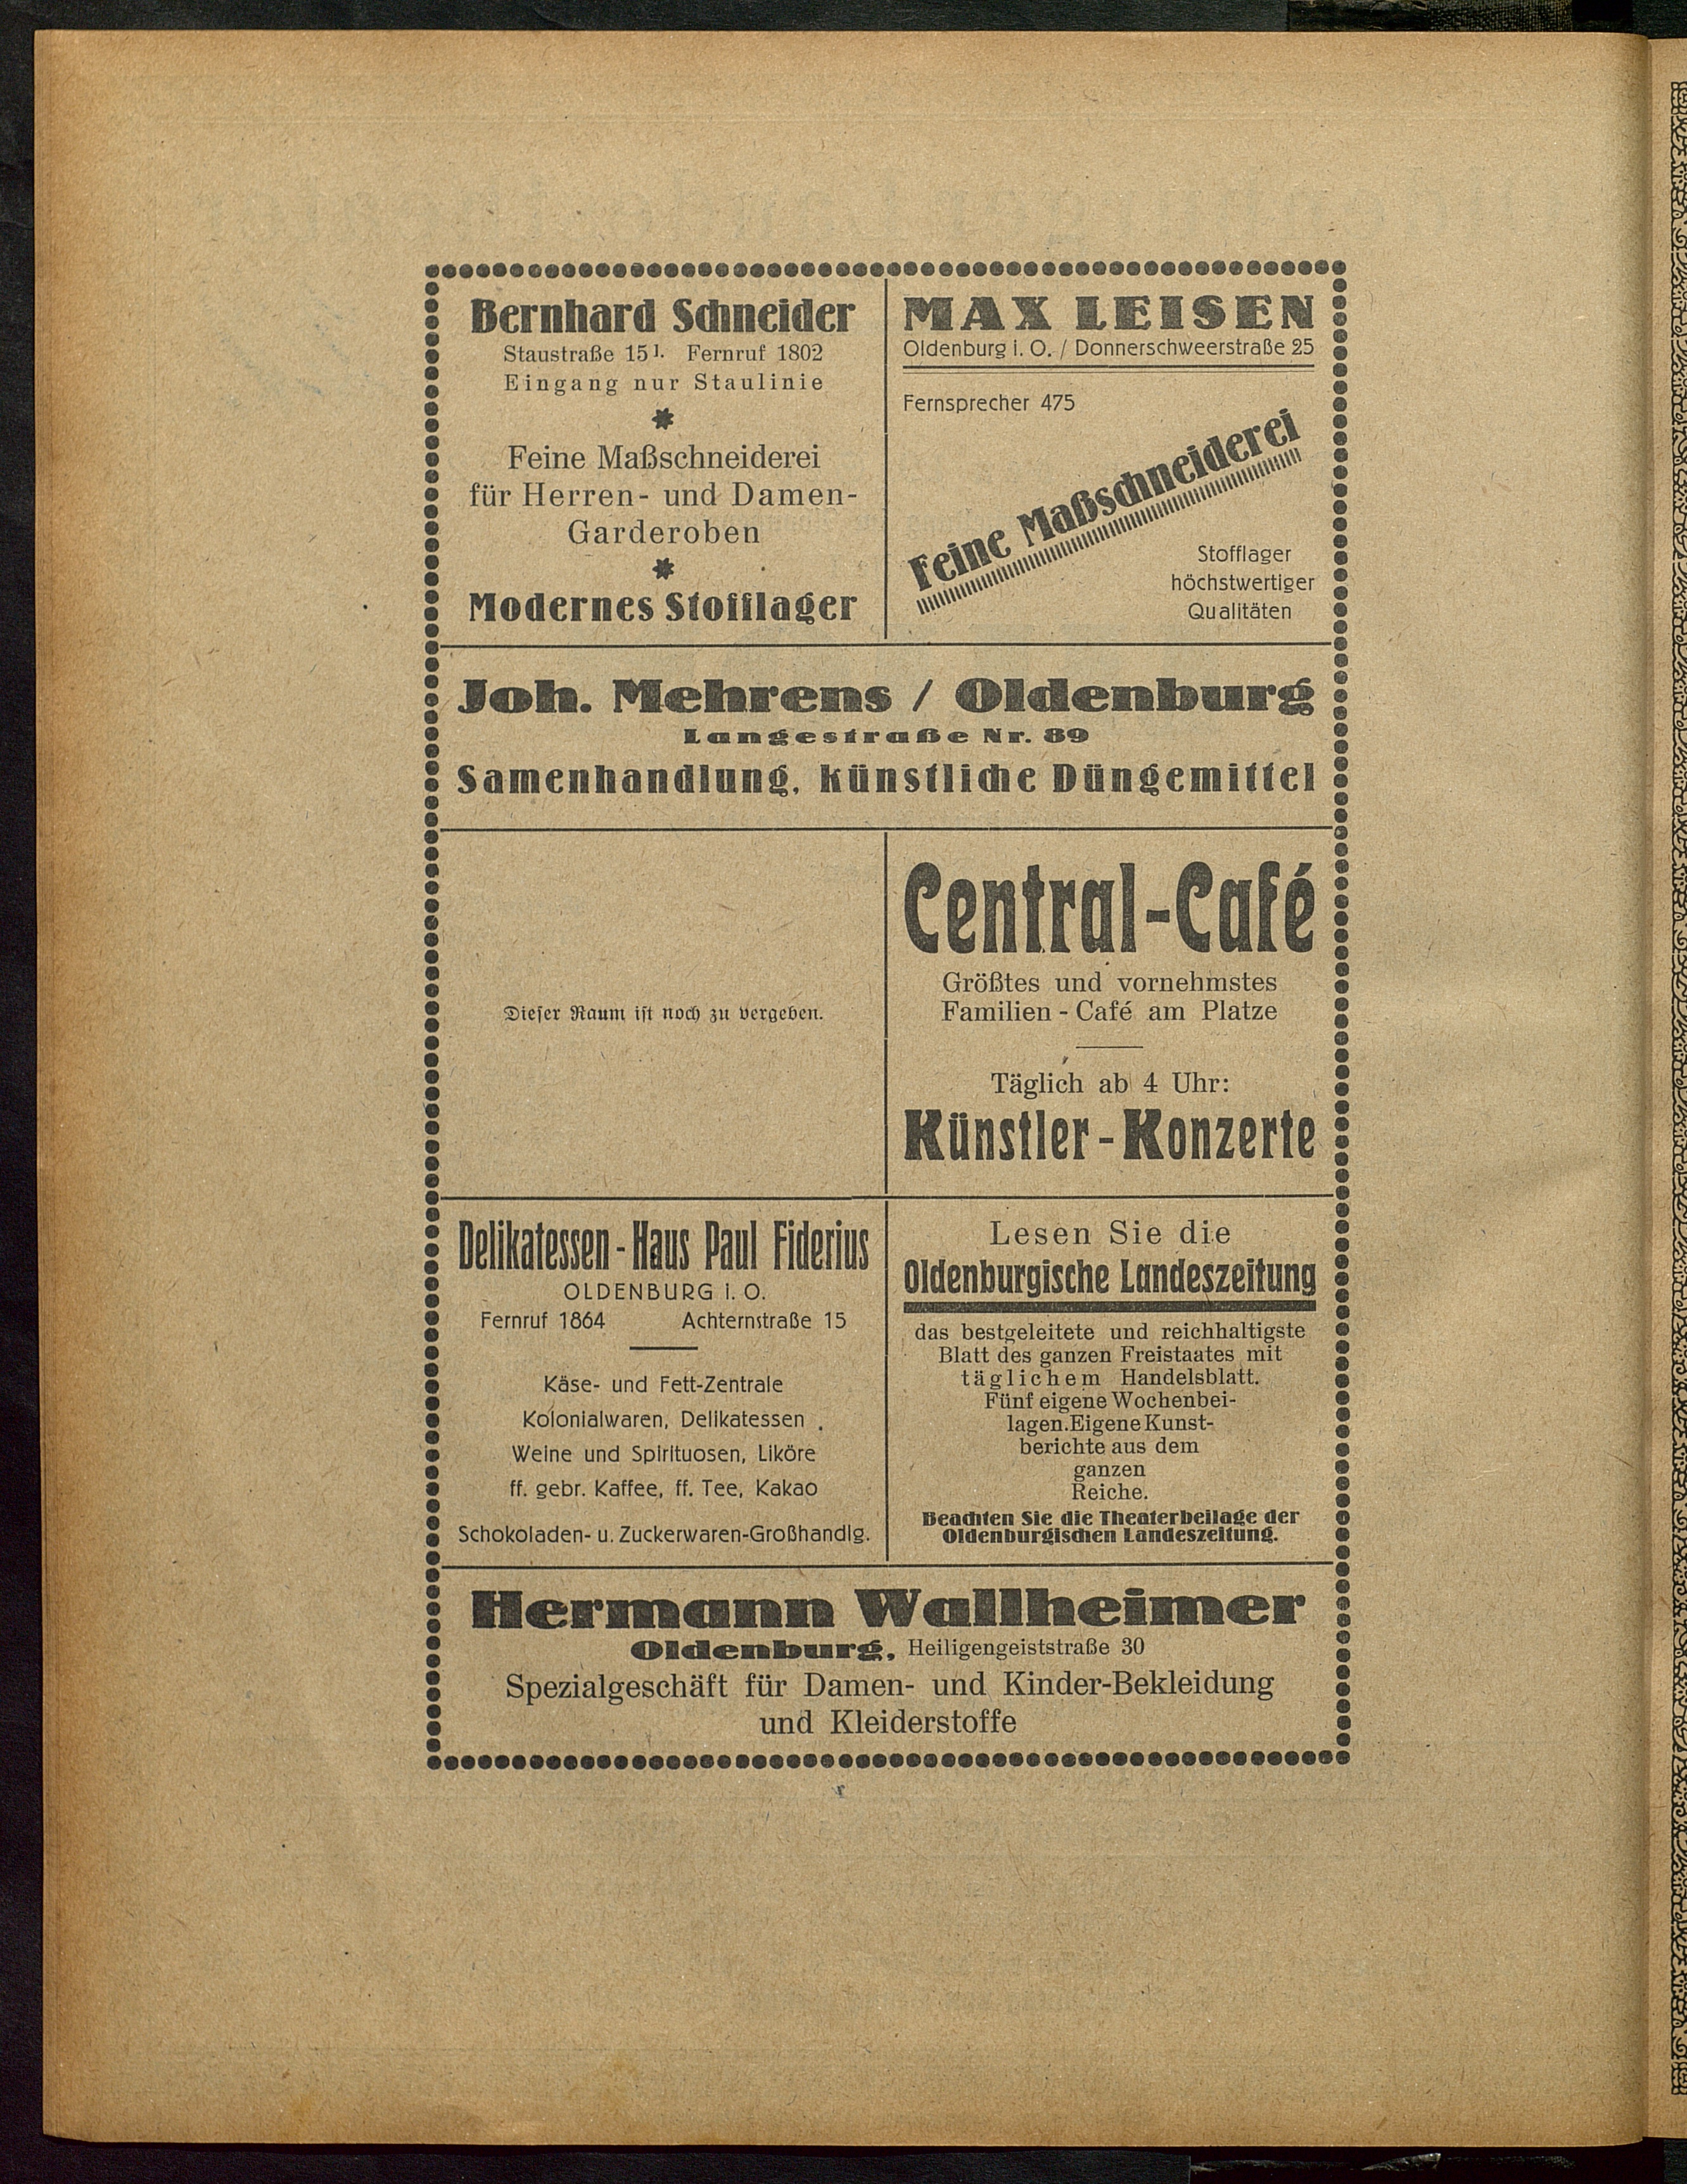 Bernhard Schneider
Staustraße 15 I. Fernruf 1802
Eingang nur Staulinie
Feine Maßschneiderei
für Herren- und Damen-
Garderoben
Modernes Stofflager
MAX LEISEN
Oldenburg i. O. / Donnerschweerstraße 25
Fernsprecher 475
Feine Maßschneiderei
Stofflager
höchstwertiger
Qualitäten
Joh. Mehrens / Oldenburg
Langestraße Nr. 89
Samenhandlung, künstliche Düngemittel
Dieser Raum ist noch zu vergeben.
Central-Café
Größtes und vornehmstes
Familien - Café am Platze
Täglich ab 4 Uhr:
Künstler - Konzerte
Delikatessen - Haus Paul Fiderius
OLDENBURG i. O.
Fernruf 1864 Achternstraße 15
Käse- und Fett-Zentrale
Kolonialwaren, Delikatessen
Weine und Spirituosen, Liköre
ff. gebr. Kaffee, ff. Tee, Kakao
Schokoladen- u. Zuckerwaren-Großhandlg.
Lesen Sie die
Oldenburgische Landeszeitung
das bestgeleitete und reichhaltigste
Blatt des ganzen Freistaates mit
täglichem Handelsblatt.
Fünf eigene Wochenbei-
lagen. Eigene Kunst-
berichte aus dem
ganzen
Reiche.
Beachten Sie die Theaterbeilage der
Oldenburgischen Landeszeitung.
Hermann Wallheimer
Oldenburg, Heiligengeiststraße 30
Spezialgeschäft für Damen- und Kinder-Bekleidung
und Kleiderstoffe